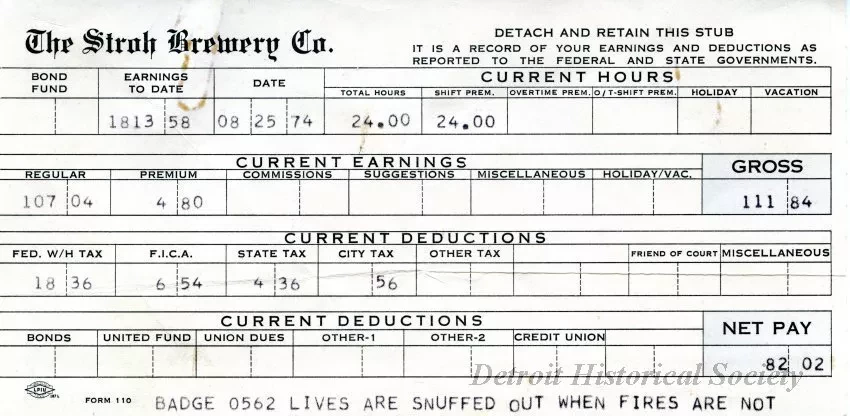 The Stroh Brewery Co.
DETACH AND RETAIN THIS STUB
IT IS A RECORD OF YOUR EARNINGS AND DEDUCTIONS AS
REPORTED TO THE FEDERAL AND STATE GOVERNMENTS.
BOND FUND EARNINGS TO DATE DATE CURRENT HOURS
TOTAL HOURS SHIFT PREM. OVERTIME PREM. O/T-SHIFT PREM. HOLIDAY VACATION
1813 58 08 25 74 24.00 24.00
CURRENT EARNINGS GROSS
REGULAR PREMIUM COMMISSIONS SUGGESTIONS MISCELLANEOUS HOLIDAY/VAC.
107 04 4 80 111 84
CURRENT DEDUCTIONS
FED. W/H TAX F.I.C.A. STATE TAX CITY TAX OTHER TAX FRIEND OF COURT MISCELLANEOUS
18 36 6 54 4 36 56
CURRENT DEDUCTIONS NET PAY
BONDS UNITED FUND UNION DUES OTHER-1 OTHER-2 CREDIT UNION
82 02
Detroit Historical Society
FORM 110 BADGE 0562 LIVES ARE SNUFFED OUT WHEN FIRES ARE NOT